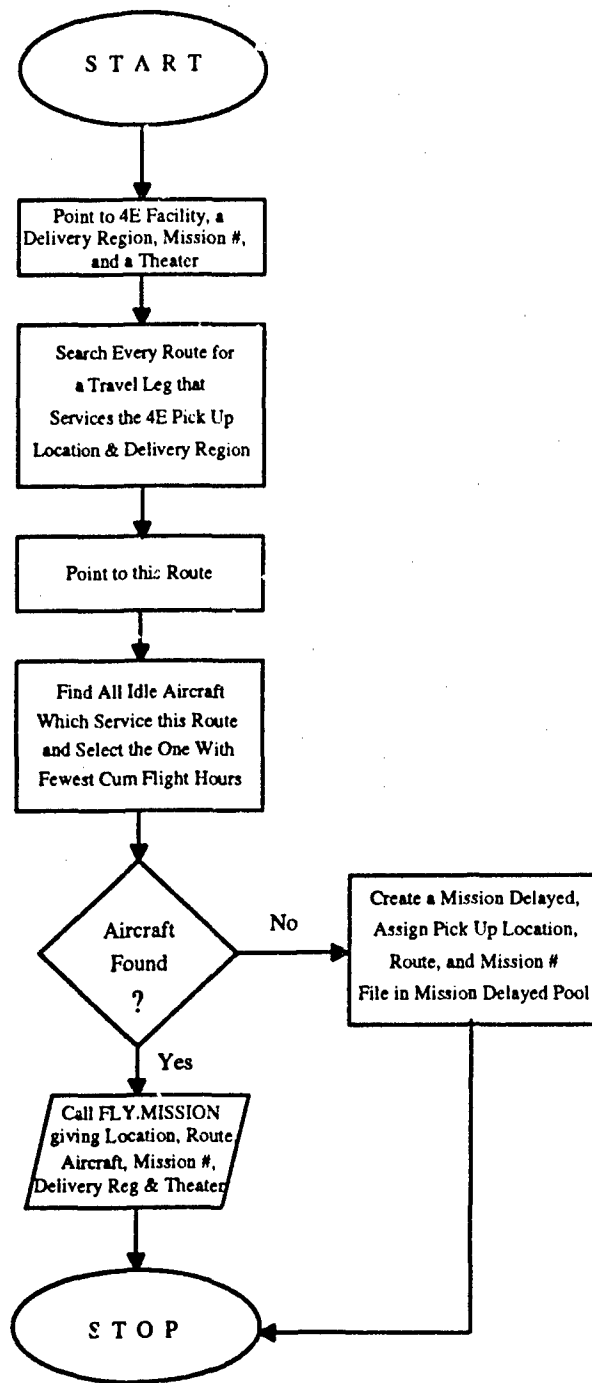 S T A R T
Point to 4E Facility, a
Delivery Region, Mission #,
and a Theater
Search Every Route for
a Travel Leg that
Services the 4E Pick Up
Location & Delivery Region
Point to this Route
Find All Idle Aircraft
Which Service this Route
and Select the One With
Fewest Cum Flight Hours
Aircraft
Found
?
No
Create a Mission Delayed,
Assign Pick Up Location,
Route, and Mission #
File in Mission Delayed Pool
Yes
Call FLY.MISSION
giving Location, Route
Aircraft, Mission #,
Delivery Reg & Theater
S T O P